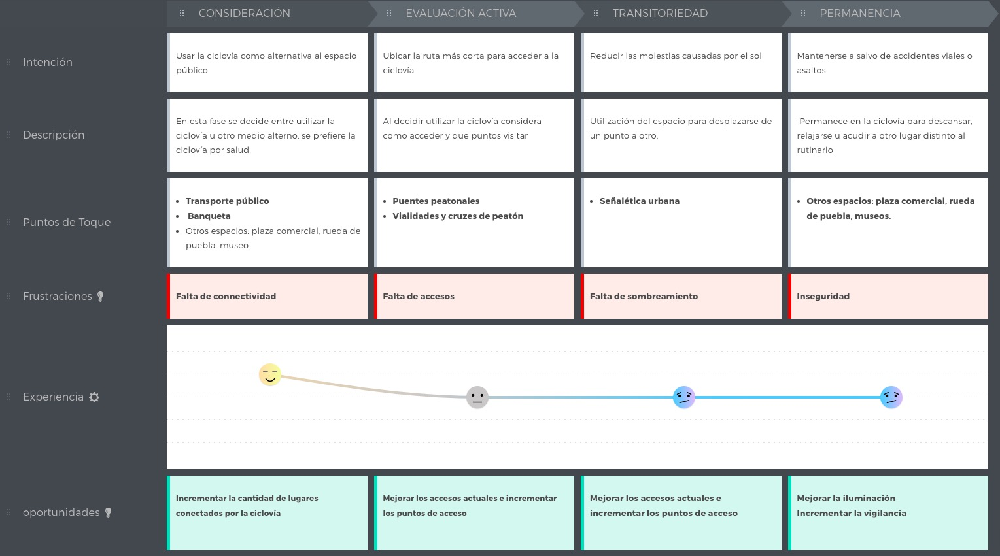 CONSIDERACIÓN
EVALUACIÓN ACTIVA
TRANSITORIEDAD
PERMANENCIA
Intención
Usar la ciclovía como alternativa al espacio
público
Ubicar la ruta más corta para acceder a la
ciclovía
Reducir las molestias causadas por el sol
Mantenerse a salvo de accidentes viales o
asaltos
Descripción
En esta fase se decide entre utilizar la
ciclovía u otro medio alterno, se prefiere la
ciclovía por salud.
Al decidir utilizar la ciclovía considera
como acceder y que puntos visitar
Utilización del espacio para desplazarse de
un punto a otro.
Permanece en la ciclovía para descansar,
relajarse u acudir a otro lugar distinto al
rutinario
Puntos de Toque
• Transporte público
• Banqueta
• Otros espacios: plaza comercial, rueda de
puebla, museo
• Puentes peatonales
• Vialidades y cruzes de peatón
• Señalética urbana
• Otros espacios: plaza comercial, rueda
de puebla, museos.
Frustraciones
Falta de conectividad
Falta de accesos
Falta de sombreamiento
Inseguridad
Experiencia
oportunidades
Incrementar la cantidad de lugares
conectados por la ciclovía
Mejorar los accesos actuales e incrementar
los puntos de acceso
Mejorar los accesos actuales e
incrementar los puntos de acceso
Mejorar la iluminación
Incrementar la vigilancia